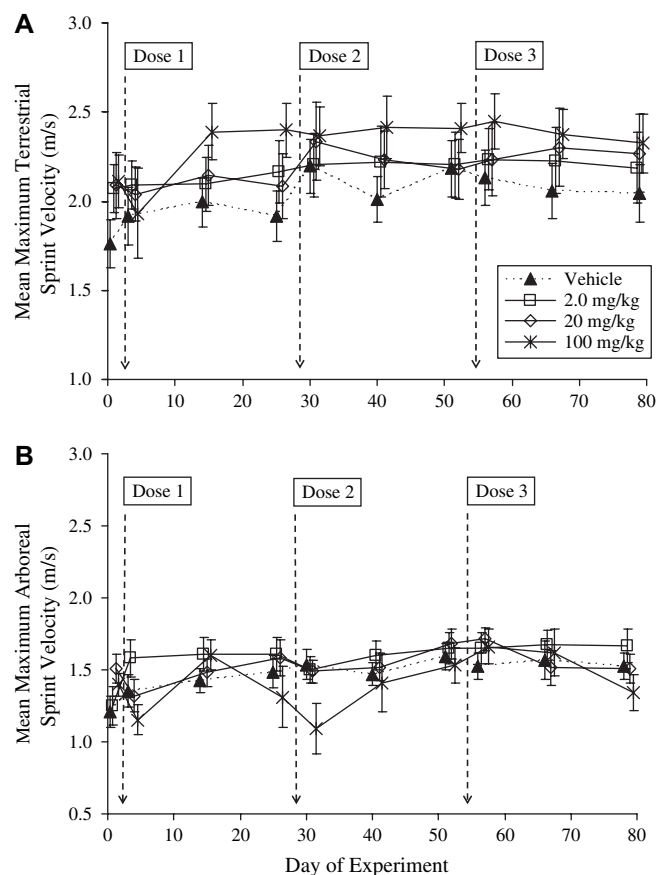 A
Mean Maximum Terrestrial
Sprint Velocity (m/s)
3.0
2.5
2.0
1.5
1.0
Dose 1
Dose 2
Dose 3
Vehicle
2.0 mg/kg
20 mg/kg
100 mg/kg
0 10 20 30 40 50 60 70 80
B
Mean Maximum Arboreal
Sprint Velocity (m/s)
3.0
2.5
2.0
1.5
1.0
0.5
Dose 1
Dose 2
Dose 3
0 10 20 30 40 50 60 70 80
Day of Experiment